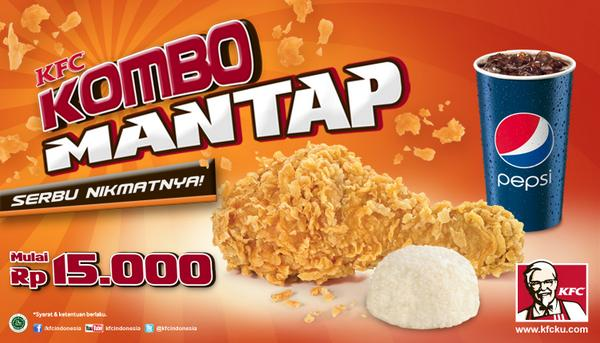 KFC
KOMBO
MANTAP
SERBU NIKMATNYA!
pepsi
Mulai
Rp 15.000
*Syarat & ketentuan berlaku.
/kfcindonesia
kfcindonesia
@kfcindonesia
KFC
www.kfcku.com